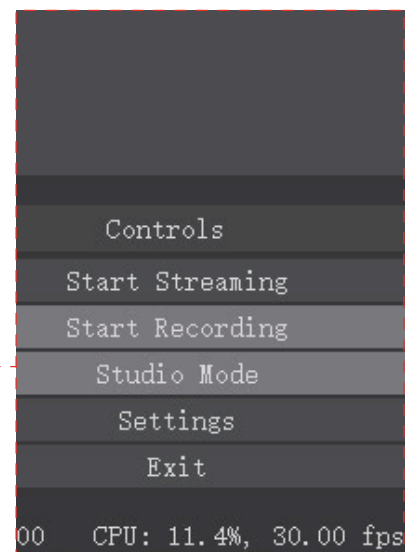 Controls
Start Streaming
Start Recording
Studio Mode
Settings
Exit
00 CPU: 11.4%, 30.00 fps